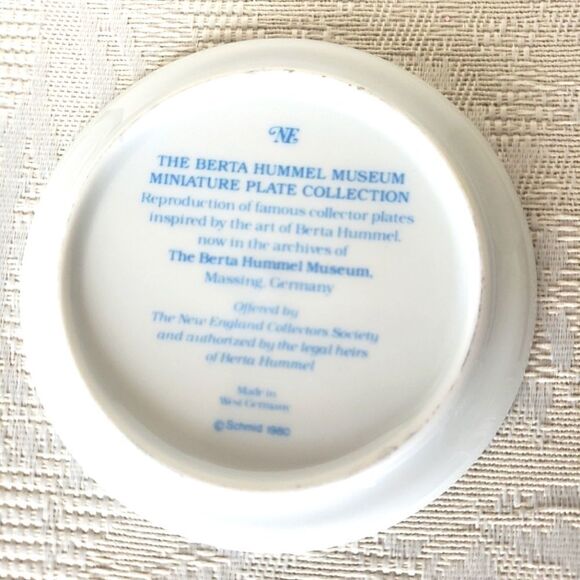 NE
THE BERTA HUMMEL MUSEUM
MINIATURE PLATE COLLECTION
Reproduction of famous collector plates
inspired by the art of Berta Hummel,
now in the archives of
The Berta Hummel Museum,
Massing, Germany
Offered by
The New England Collectors Society
and authorized by the legal heirs
of Berta Hummel
Made in
West Germany
© Schmid 1980